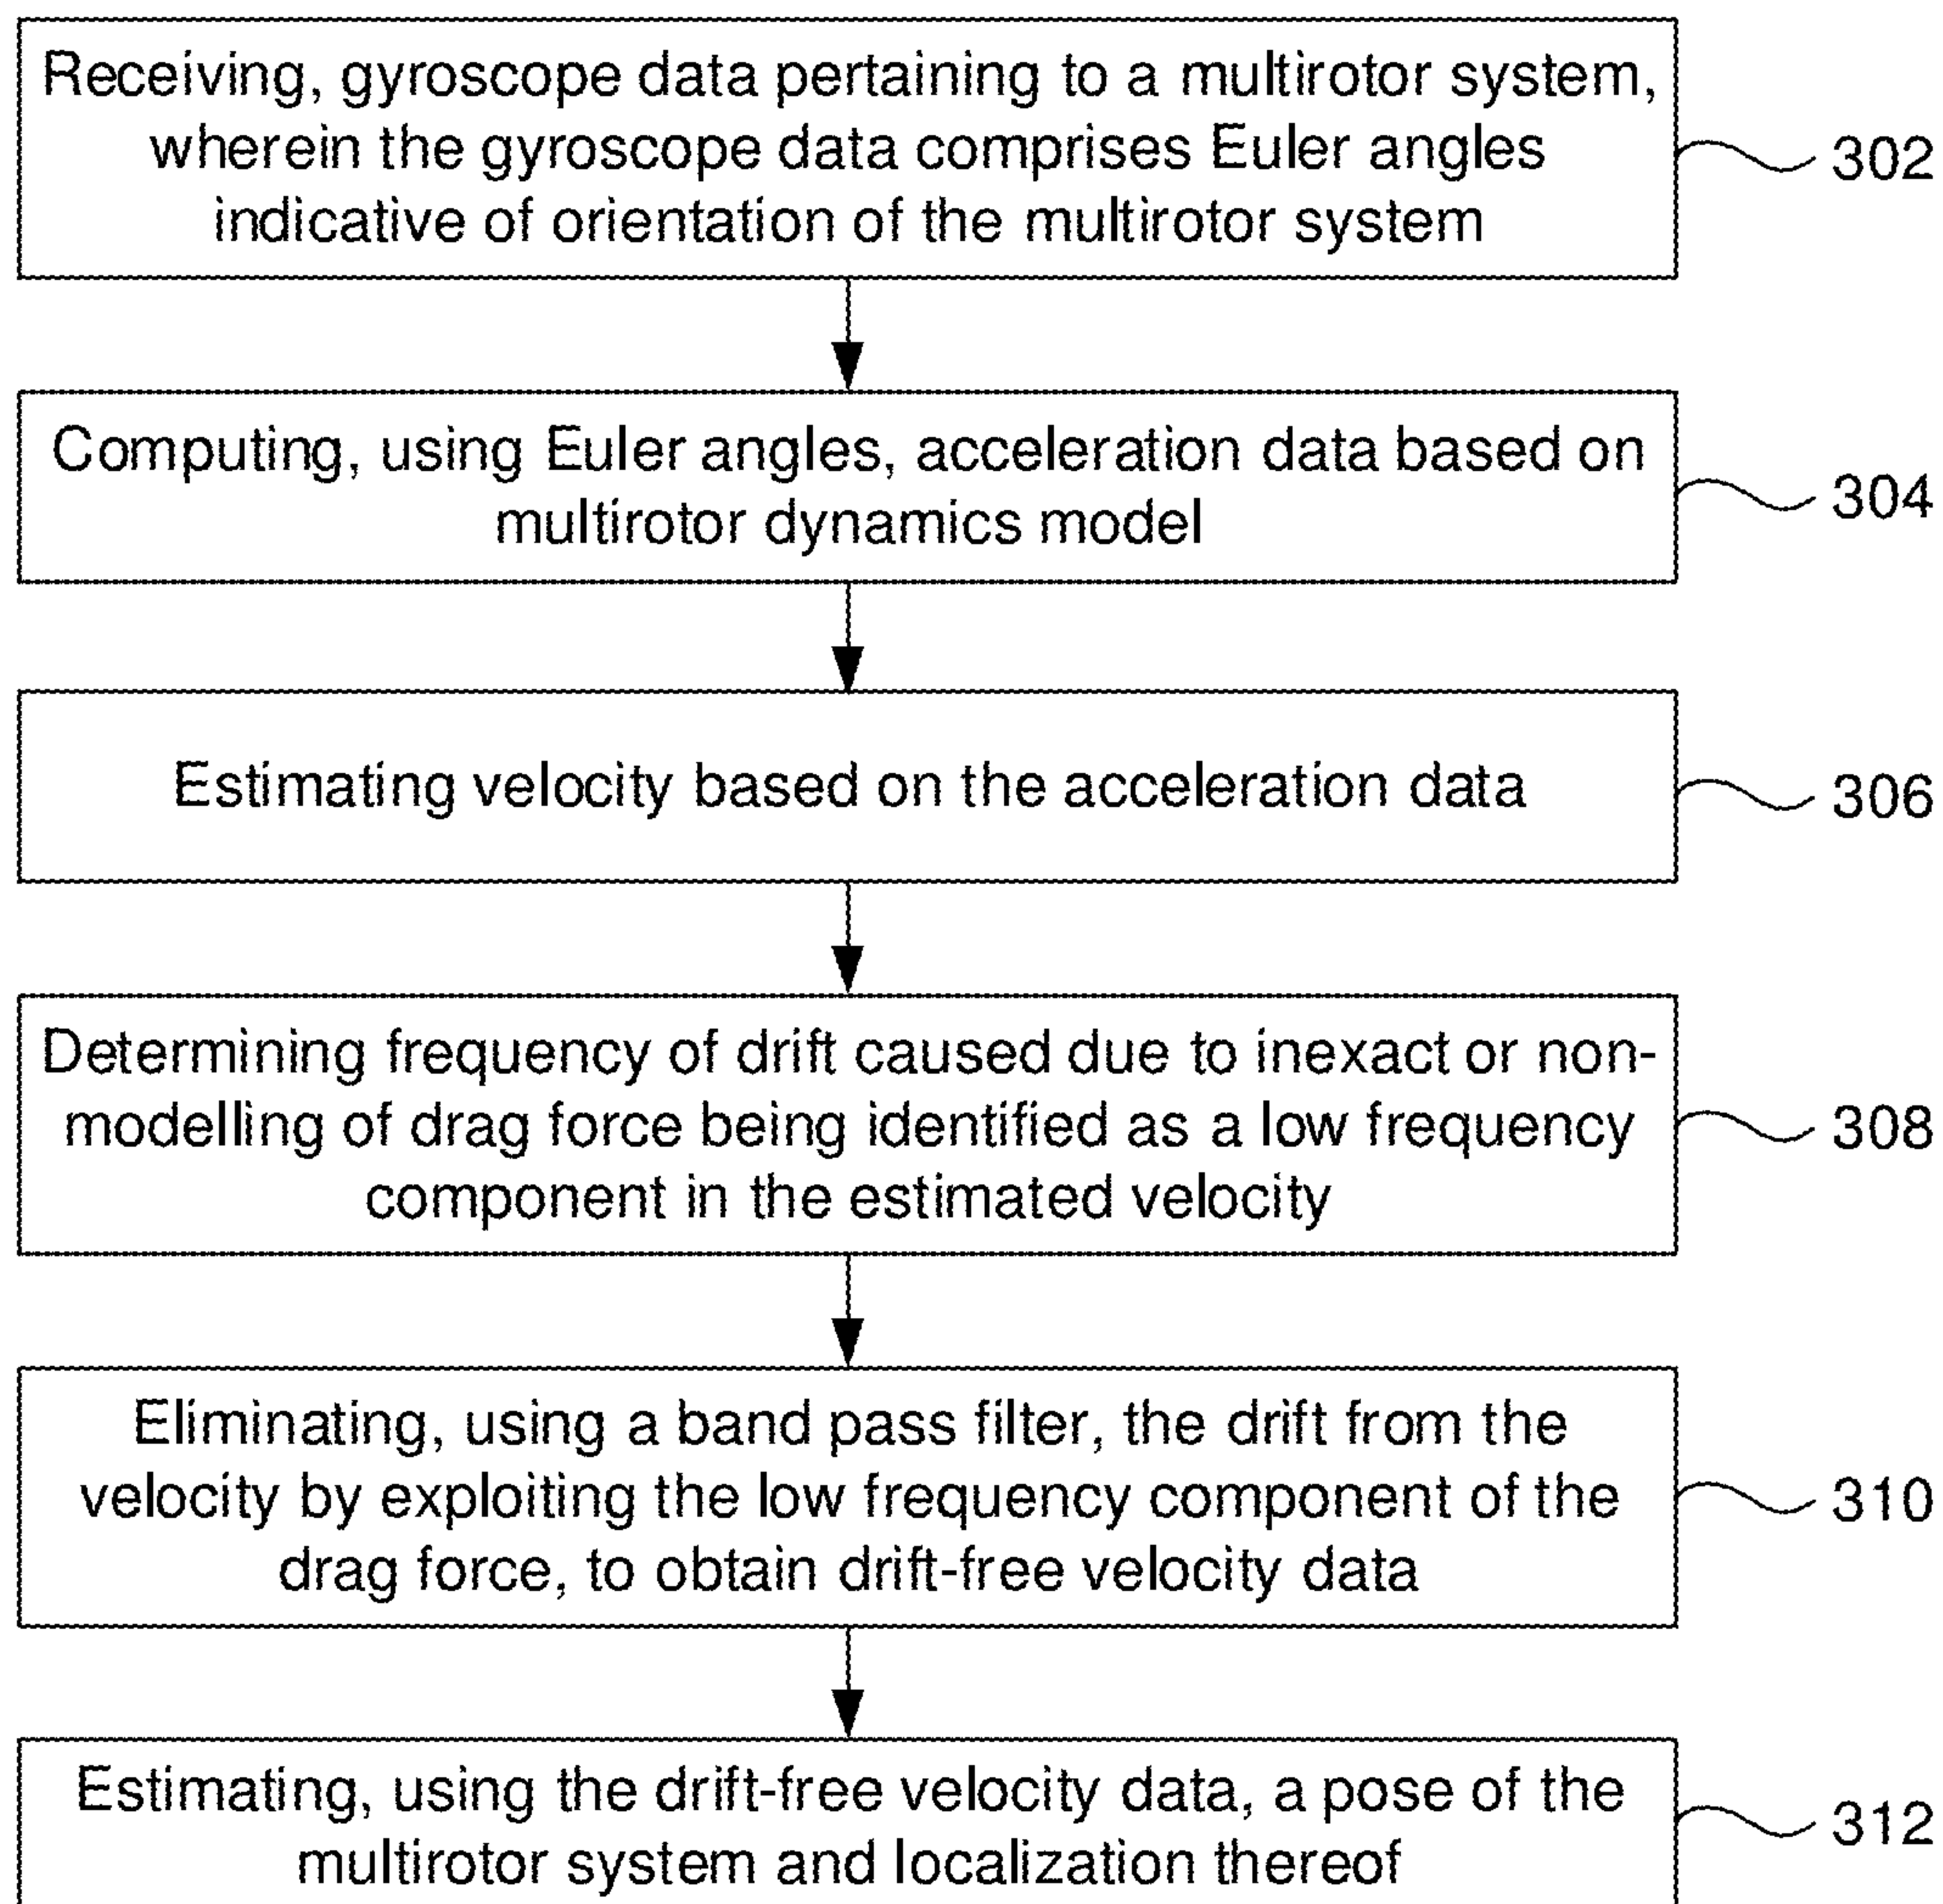 Receiving, gyroscope data pertaining to a multirotor system,
wherein the gyroscope data comprises Euler angles
indicative of orientation of the multirotor system
302
Computing, using Euler angles, acceleration data based on
multirotor dynamics model
304
Estimating velocity based on the acceleration data
306
Determining frequency of drift caused due to inexact or non-
modelling of drag force being identified as a low frequency
component in the estimated velocity
308
Eliminating, using a band pass filter, the drift from the
velocity by exploiting the low frequency component of the
drag force, to obtain drift-free velocity data
310
Estimating, using the drift-free velocity data, a pose of the
multirotor system and localization thereof
312